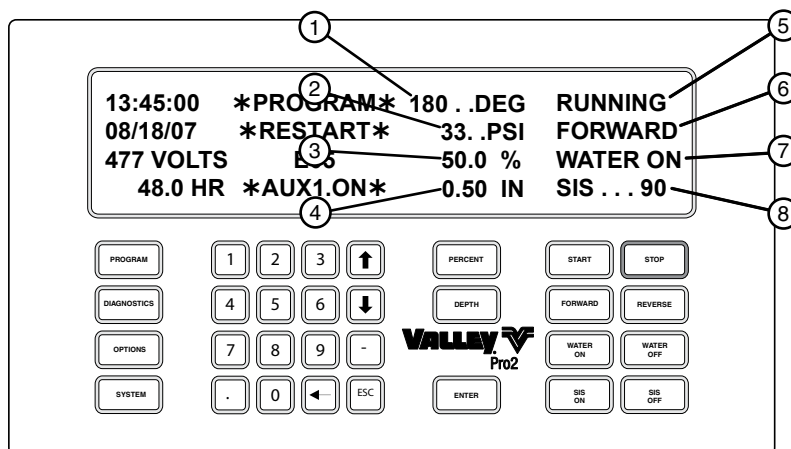 1
5
2
6
13:45:00 ✱PROGRAM✱ 180 . .DEG RUNNING
08/18/07 ✱RESTART✱ 33. .PSI FORWARD
3
7
477 VOLTS 50.0 % WATER ON
48.0 HR ✱AUX1.ON✱ 0.50 IN SIS . . . 90
4
8
PROGRAM 1 2 3 ⬆ PERCENT START STOP
DIAGNOSTICS 4 5 6 ⬇ DEPTH FORWARD REVERSE
OPTIONS 7 8 9 - VALLEY WATER ON WATER OFF
Pro2
SYSTEM . 0 ← ESC ENTER SIS ON SIS OFF